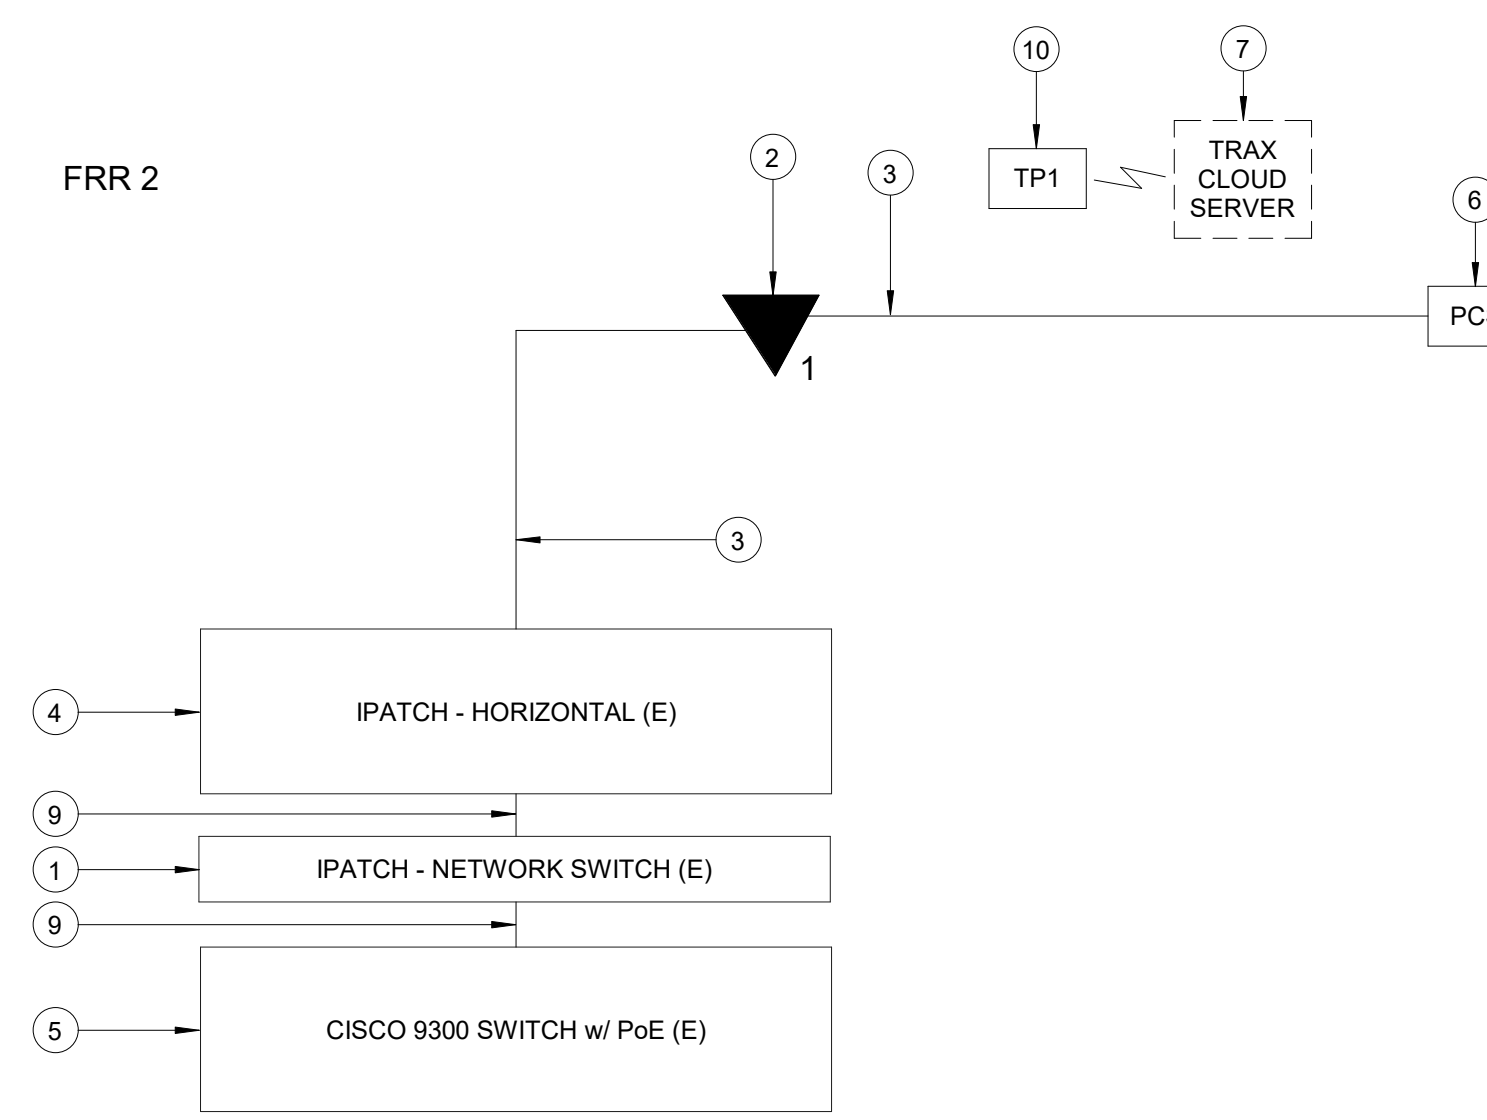 10
7
FRR 2
2
3
TP1
TRAX
CLOUD
SERVER
6
1
3
4
IPATCH - HORIZONTAL (E)
9
1
IPATCH - NETWORK SWITCH (E)
9
5
CISCO 9300 SWITCH w/ PoE (E)